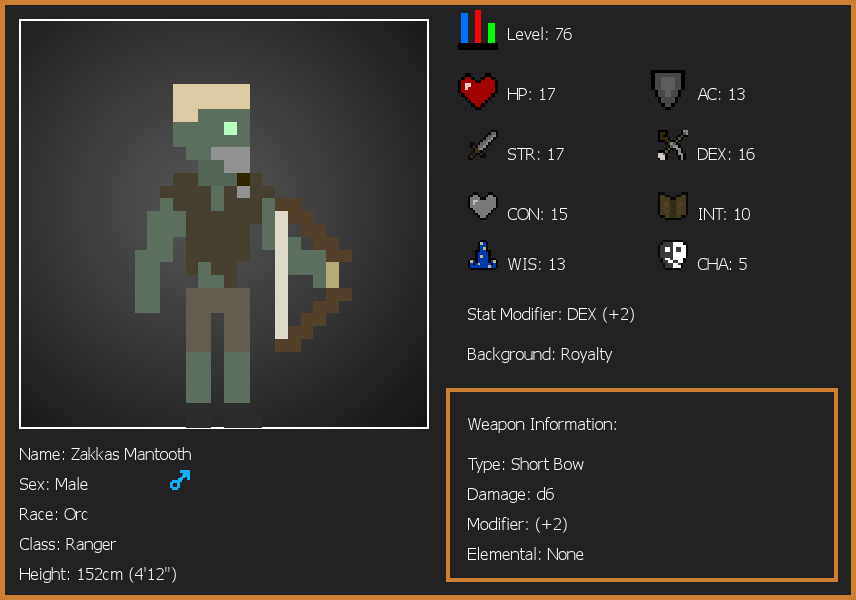 Level: 76
HP: 17
AC: 13
STR: 17
DEX: 16
CON: 15
INT: 10
WIS: 13
CHA: 5
Stat Modifier: DEX (+2)
Background: Royalty
Weapon Information:
Type: Short Bow
Damage: d6
Modifier: (+2)
Elemental: None
Name: Zakkas Mantooth
Sex: Male
Race: Orc
Class: Ranger
Height: 152cm (4'12")